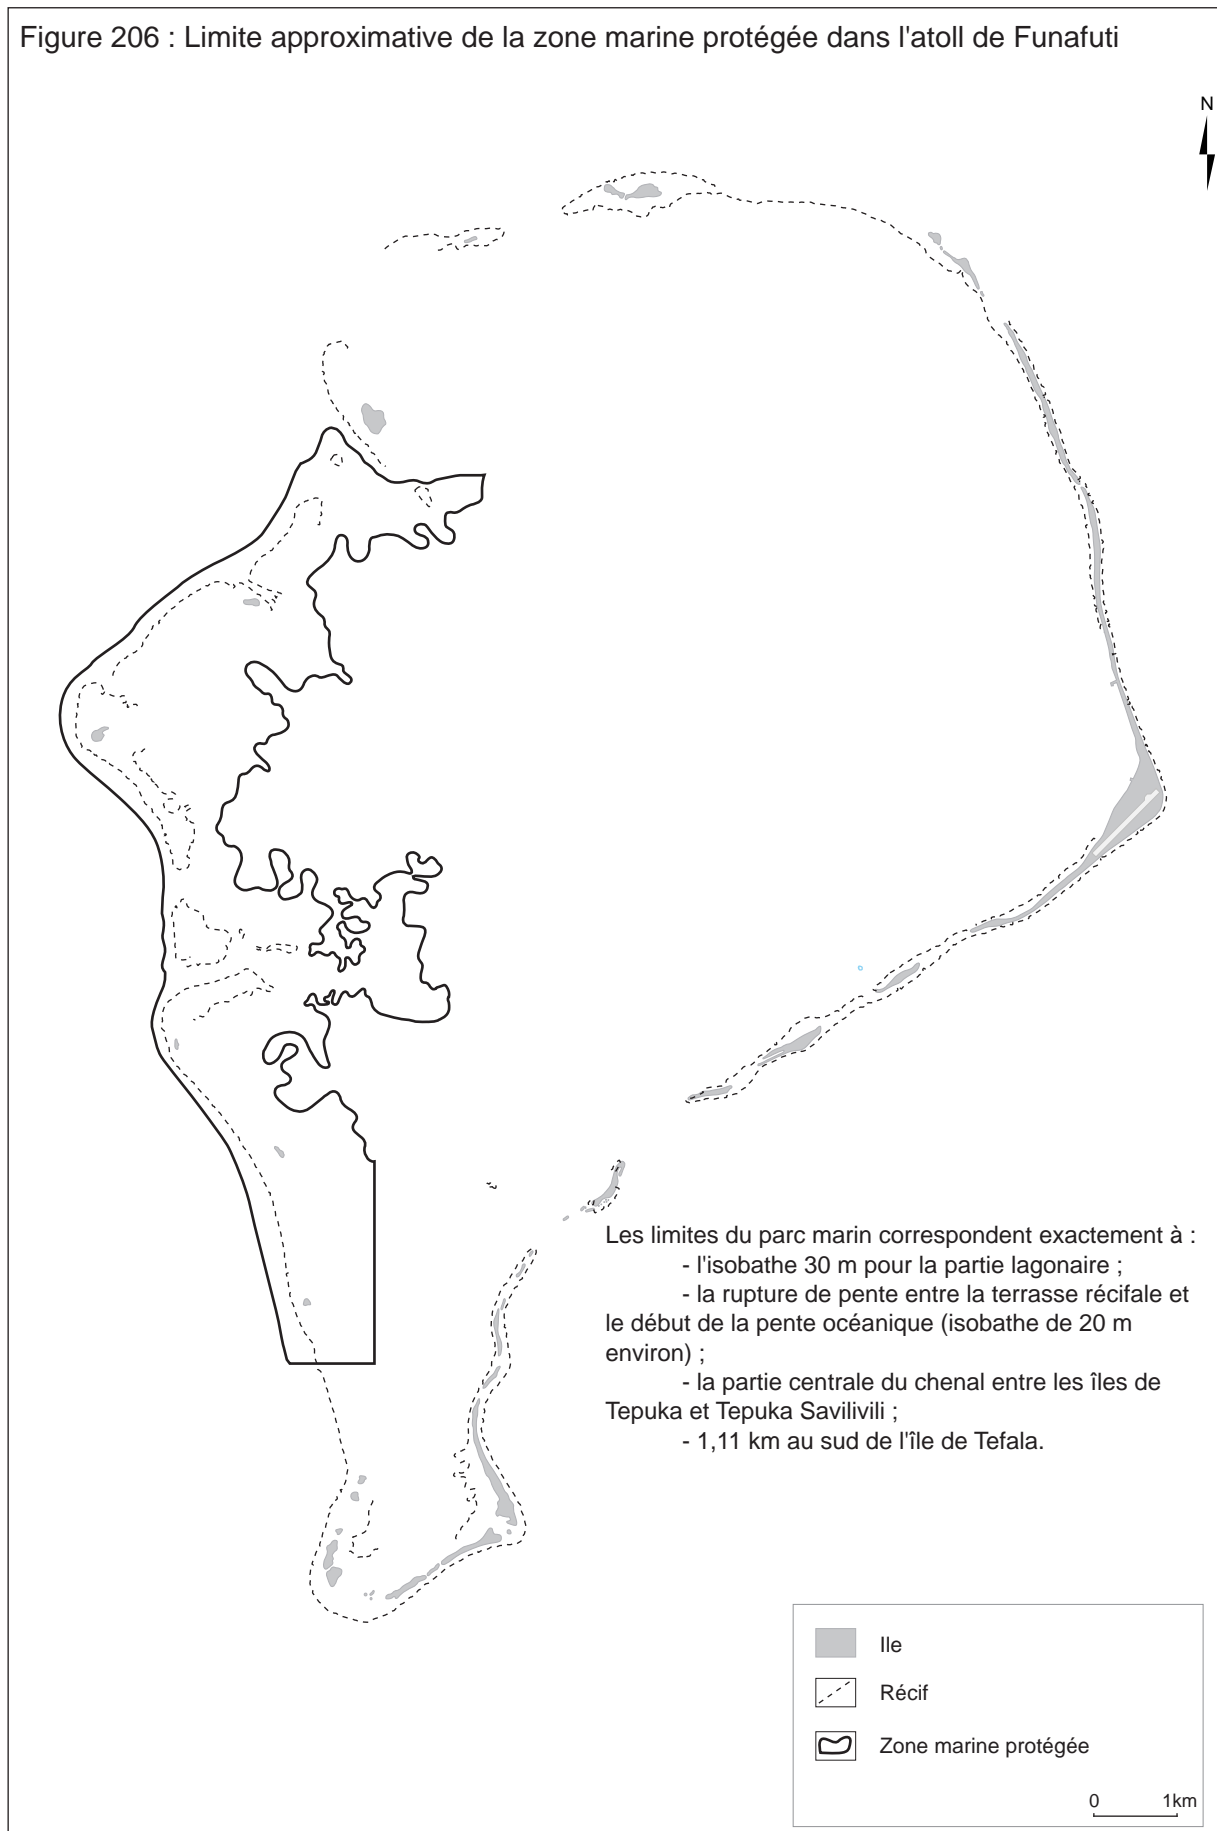 Figure 206 : Limite approximative de la zone marine protégée dans l'atoll de Funafuti
N
Les limites du parc marin correspondent exactement à :
- l'isobathe 30 m pour la partie lagonaire ;
- la rupture de pente entre la terrasse récifale et
le début de la pente océanique (isobathe de 20 m
environ) ;
- la partie centrale du chenal entre les îles de
Tepuka et Tepuka Savilivili ;
- 1,11 km au sud de l'île de Tefala.
Ile
Récif
Zone marine protégée
0 1km